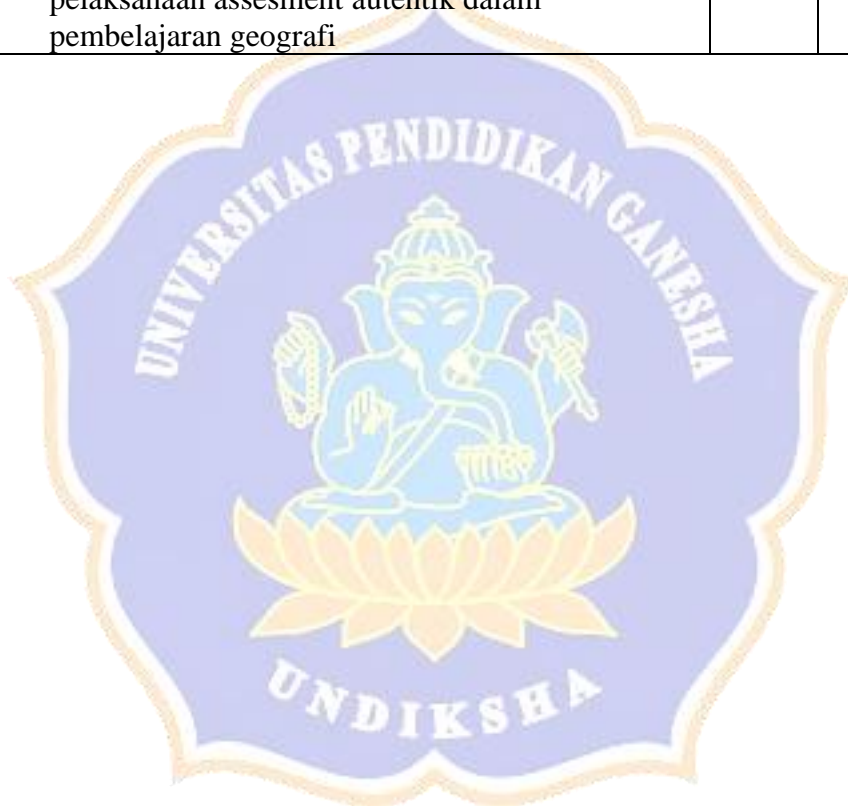 pelaksanaan assesment autentik dalam
pembelajaran geografi
UNIVERSITAS PENDIDIKAN GANESHA
UNDIKSHA